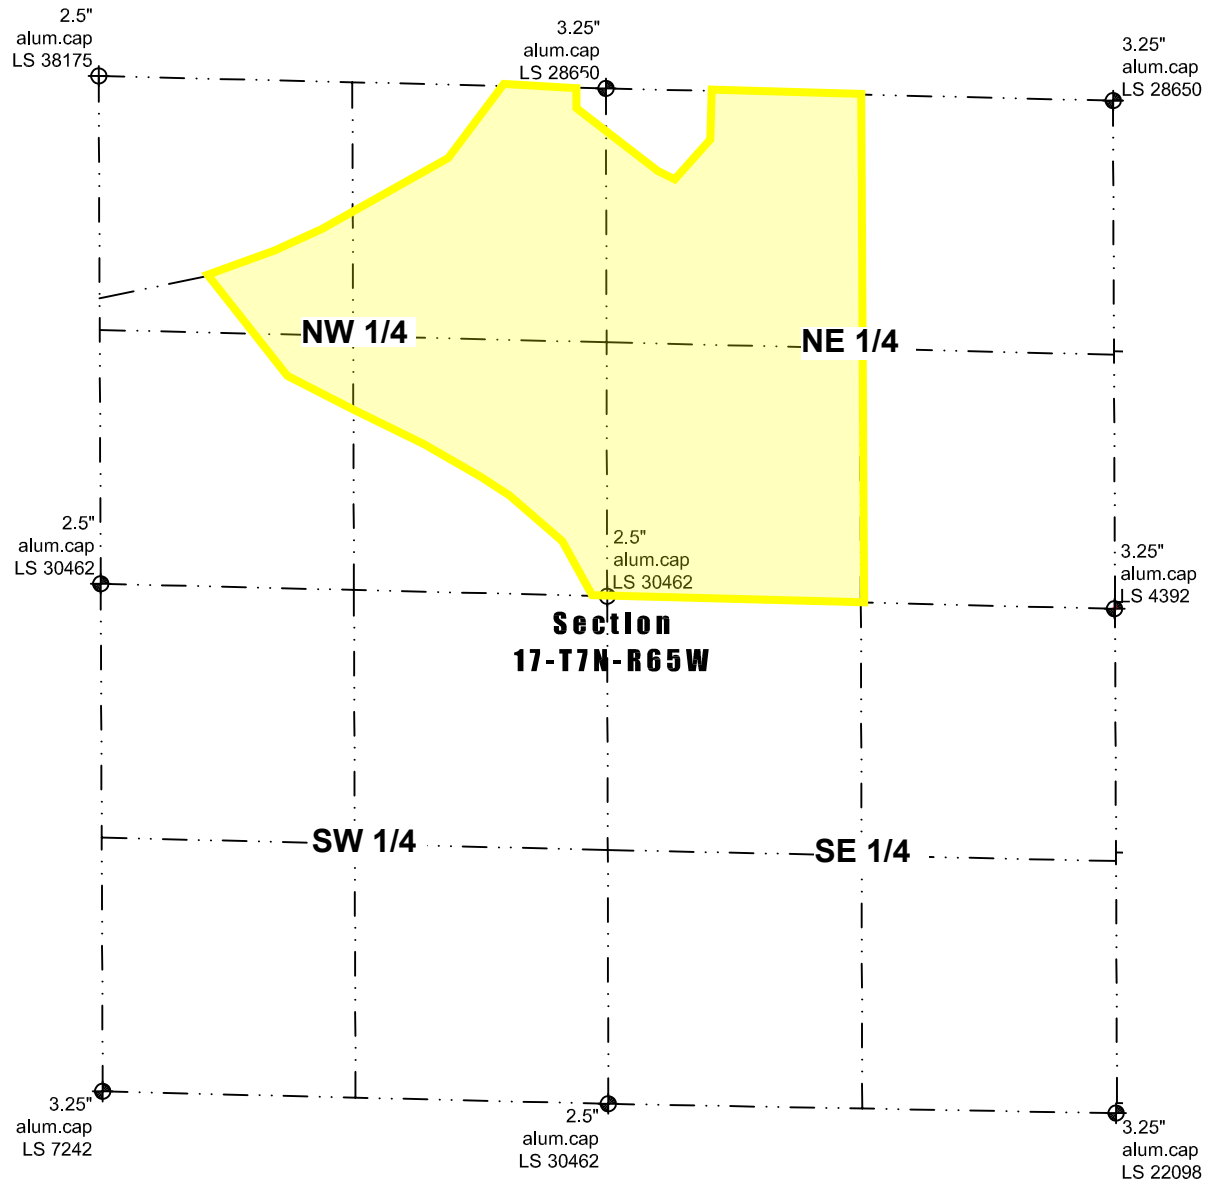 2.5"
alum.cap
LS 38175
3.25"
alum.cap
LS 28650
3.25"
alum.cap
LS 28650
NW 1/4
NE 1/4
2.5"
alum.cap
LS 30462
2.5"
alum.cap
LS 30462
3.25"
alum.cap
LS 4392
Section
17-T7N-R65W
SW 1/4
SE 1/4
3.25"
alum.cap
LS 7242
2.5"
alum.cap
LS 30462
3.25"
alum.cap
LS 22098